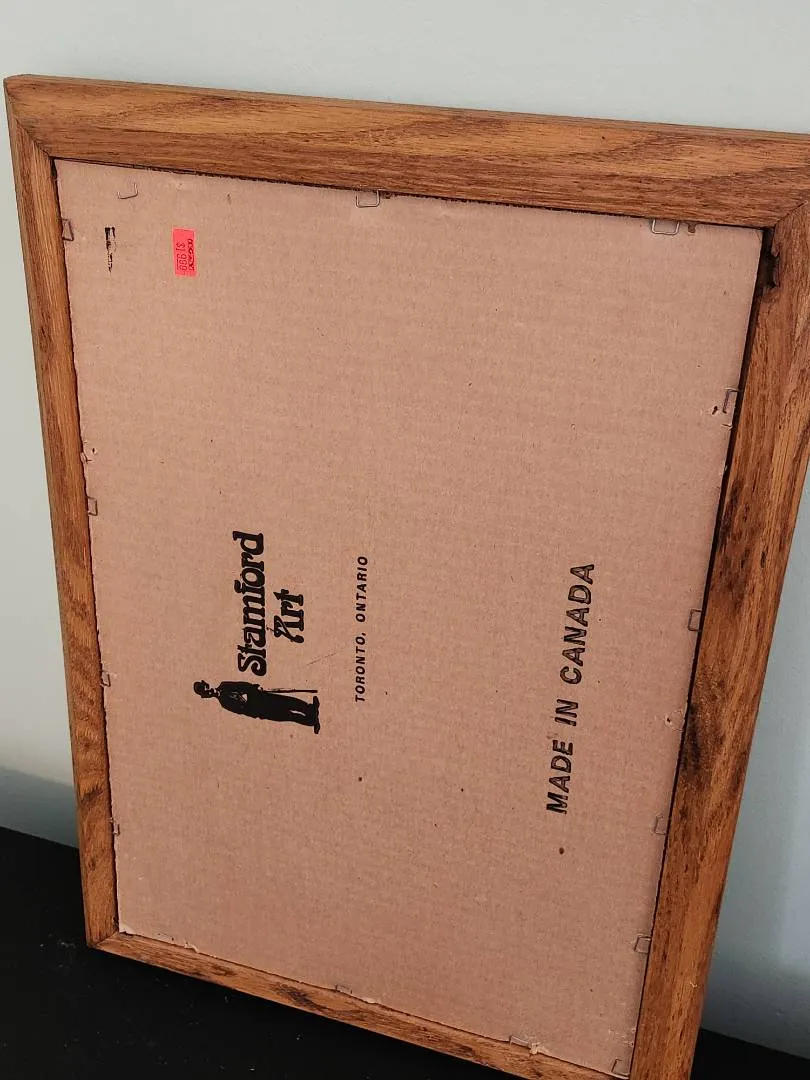 Stamford
Art
TORONTO, ONTARIO
MADE IN CANADA